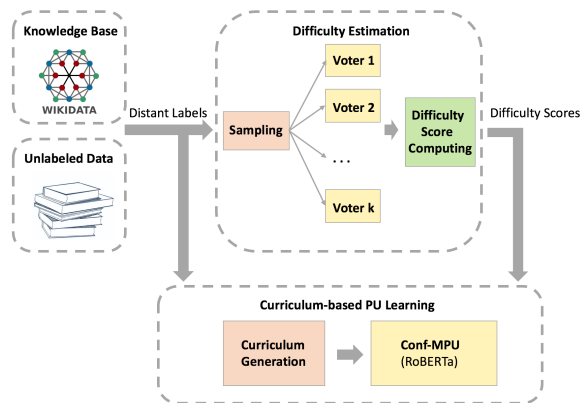 Knowledge Base
WIKIDATA
Unlabeled Data
Distant Labels
Difficulty Estimation
Sampling
Voter 1
Voter 2
...
Voter k
Difficulty
Score
Computing
Difficulty Scores
Curriculum-based PU Learning
Curriculum
Generation
Conf-MPU
(RoBERTa)